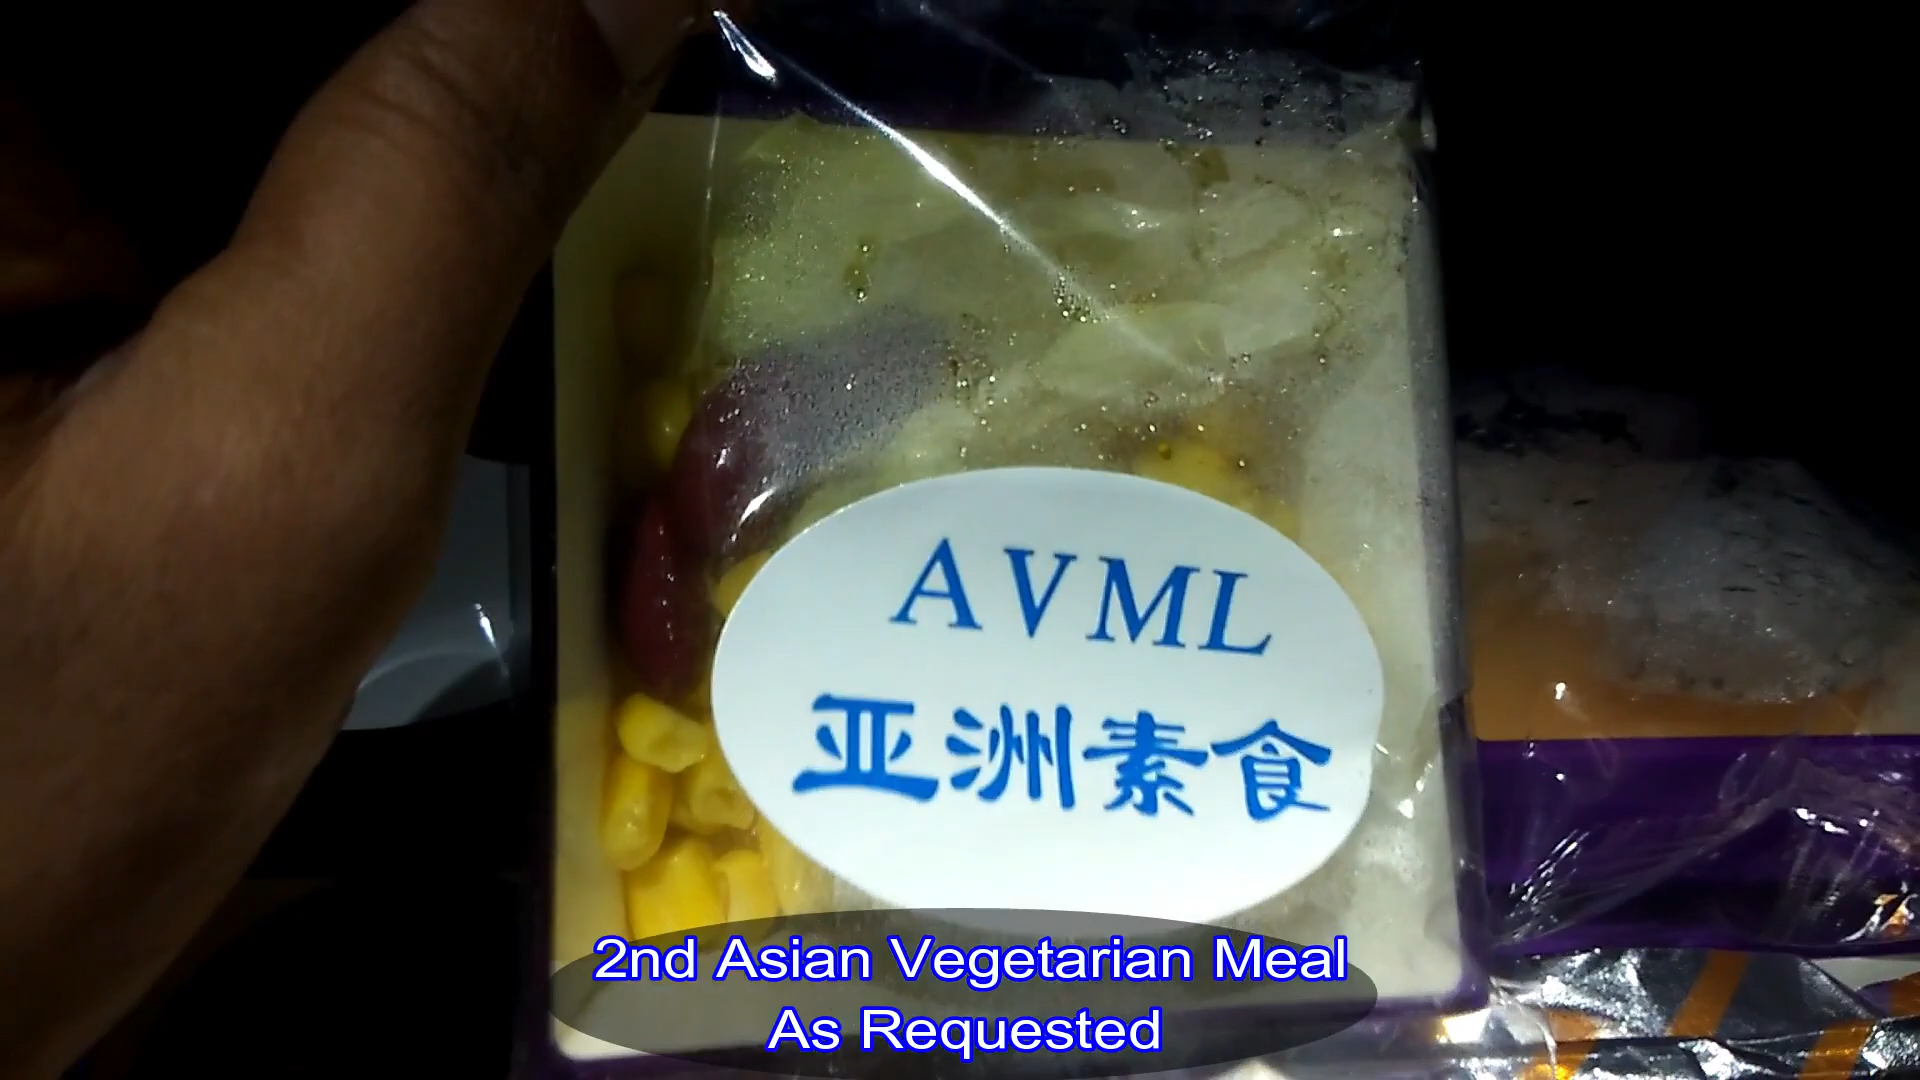 AVML
亚洲素食
2nd Asian Vegetarian Meal
As Requested